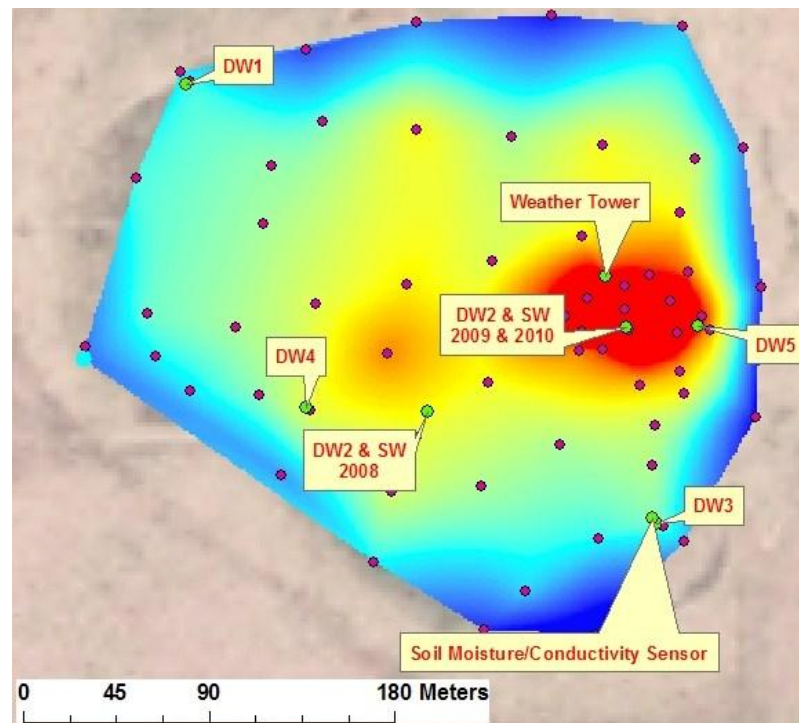 DW1
Weather Tower
DW2 & SW
2009 & 2010
DW5
DW4
DW2 & SW
2008
DW3
Soil Moisture/Conductivity Sensor
0 45 90 180 Meters